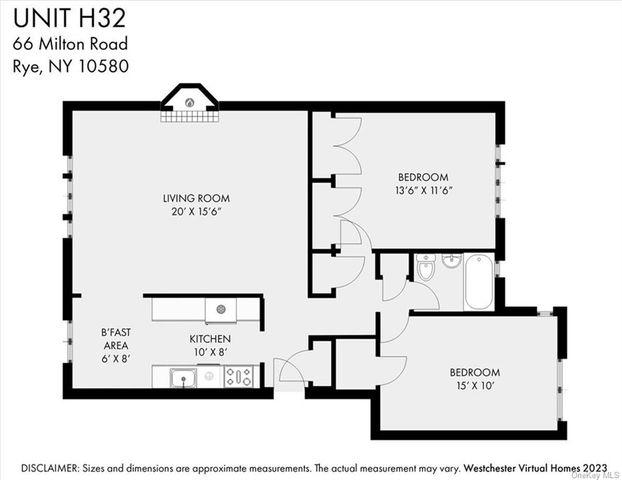 UNIT H32
66 Milton Road
Rye, NY 10580
LIVING ROOM
20' X 15'6"
BEDROOM
13'6" X 11'6"
B'FAST
AREA
6' X 8'
KITCHEN
10' X 8'
BEDROOM
15' X 10'
DISCLAIMER: Sizes and dimensions are approximate measurements. The actual measurement may vary. Westchester Virtual Homes 2023
OneKey MLS